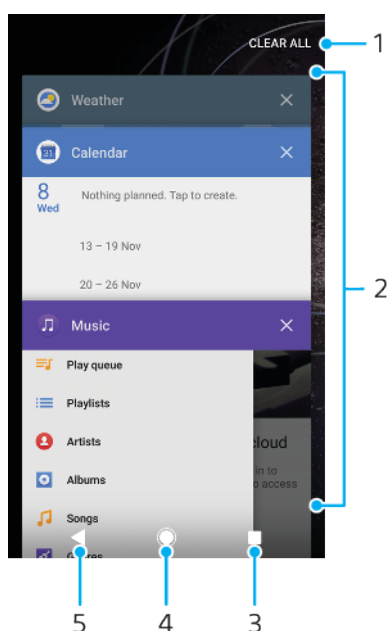 CLEAR ALL
1
Weather
Calendar
31
8
Wed
Nothing planned. Tap to create.
13 – 19 Nov
20 – 26 Nov
2
Music
Play queue
Playlists
Artists
cloud
in to
Albums
o access
Songs
5
4
3